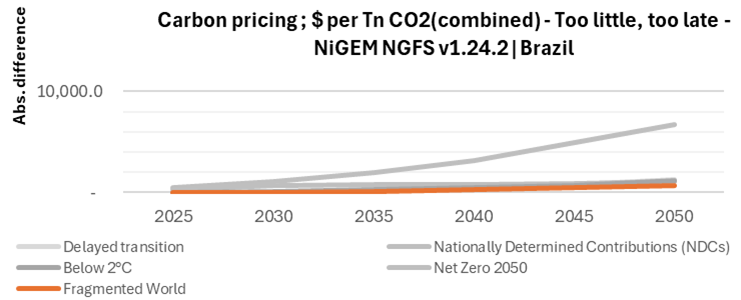 Carbon pricing; $ per Tn CO2(combined) - Too little, too late -
NiGEM NGFS v1.24.2|Brazil
Abs. difference
10,000.0
-
2025 2030 2035 2040 2045 2050
Delayed transition Nationally Determined Contributions (NDCs)
Below 2ºC Net Zero 2050
Fragmented World